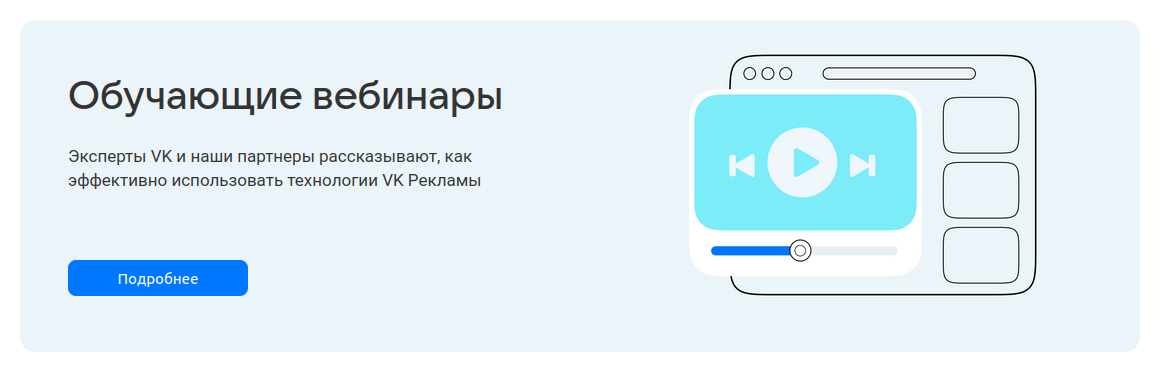 Обучающие вебинары
Эксперты VK и наши партнеры рассказывают, как
эффективно использовать технологии VK Рекламы
Подробнее